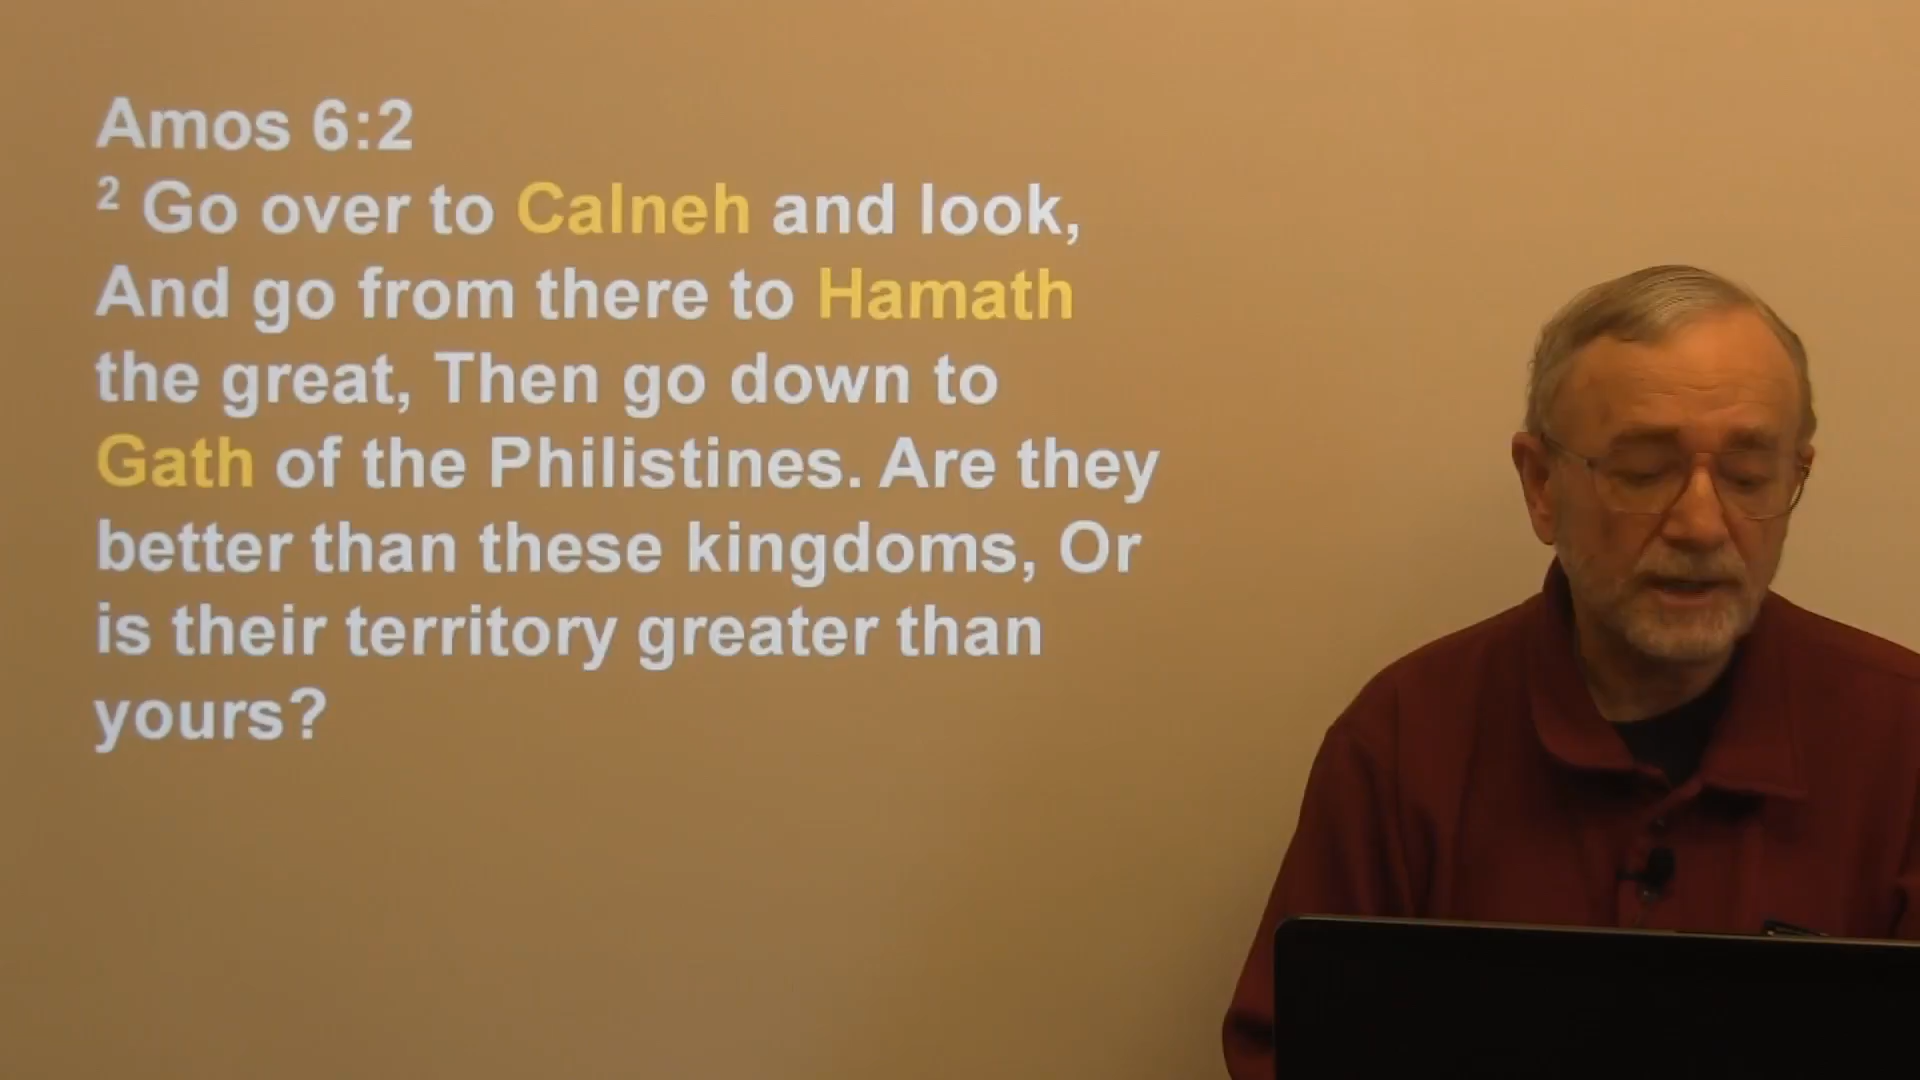 Amos 6:2
2 Go over to Calneh and look,
And go from there to Hamath
the great, Then go down to
Gath of the Philistines. Are they
better than these kingdoms, Or
is their territory greater than
yours?